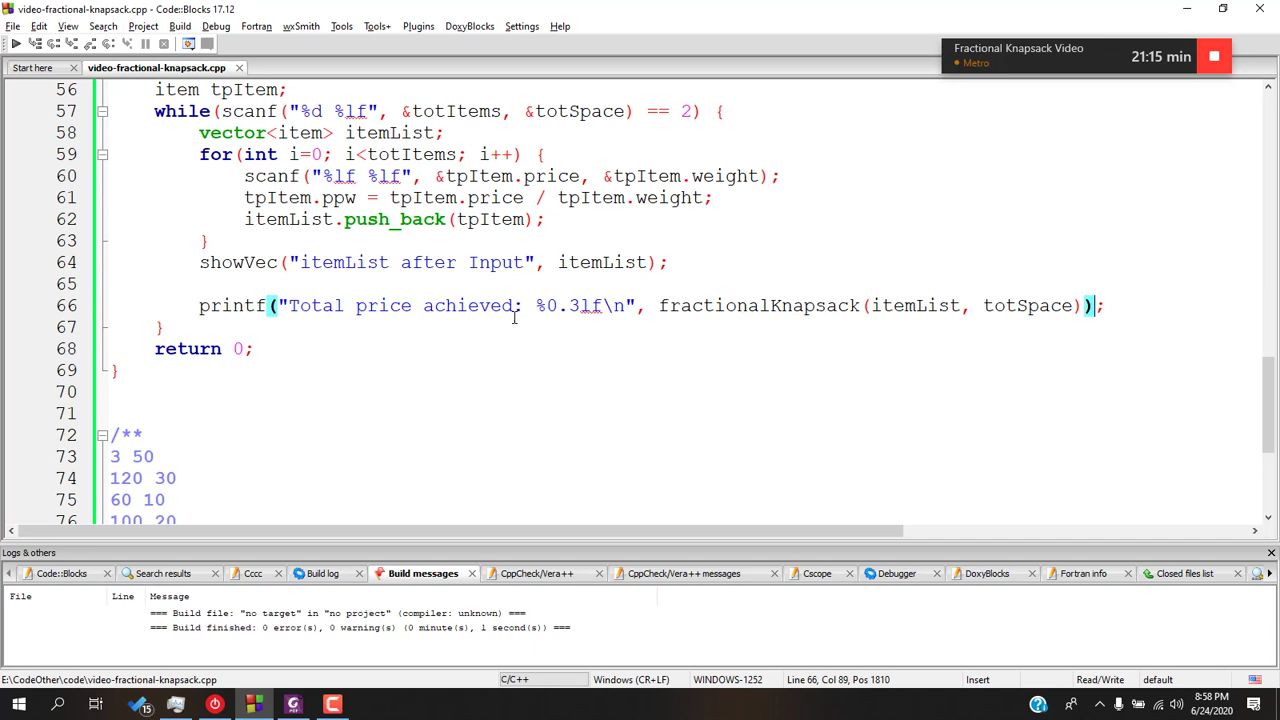 video-fractional-knapsack.cpp - Code::Blocks 17.12
File Edit View Search Project Build Debug Fortran wxSmith Tools Tools+ Plugins DoxyBlocks Settings Help
Fractional Knapsack Video
Metro
21:15 min
Start here video-fractional-knapsack.cpp
56 item tpItem;
57 while(scanf("%d %lf", &totItems, &totSpace) == 2) {
58 vector<item> itemList;
59 for(int i=0; i<totItems; i++) {
60 scanf("%lf %lf", &tpItem.price, &tpItem.weight);
61 tpItem.ppw = tpItem.price / tpItem.weight;
62 itemList.push_back(tpItem);
63 }
64 showVec("itemList after Input", itemList);
65
66 printf("Total price achieved: %0.3lf\n", fractionalKnapsack(itemList, totSpace));
67 }
68 return 0;
69 }
70
71
72 /**
73 3 50
74 120 30
75 60 10
76 100 20
Logs & others
Code::Blocks Search results Cccc Build log Build messages CppCheck/Vera++ CppCheck/Vera++ messages Cscope Debugger DoxyBlocks Fortran info Closed files list
File Line Message
=== Build file: "no target" in "no project" (compiler: unknown) ===
=== Build finished: 0 error(s), 0 warning(s) (0 minute(s), 1 second(s)) ===
E:\CodeOther\code\video-fractional-knapsack.cpp C/C++ Windows (CR+LF) WINDOWS-1252 Line 66, Col 89, Pos 1810 Insert Read/Write default
15
8:58 PM
6/24/2020